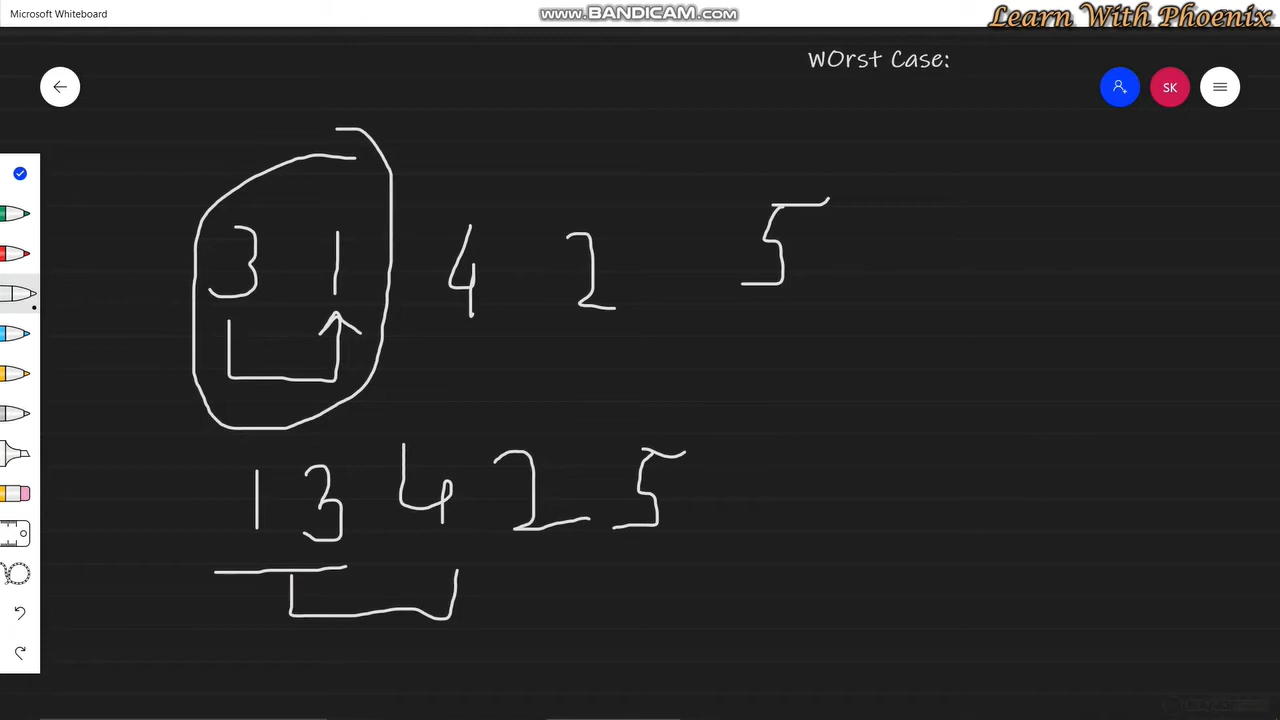 Microsoft Whiteboard
www.BANDICAM.com
Learn With Phoenix
WOrst Case:
SK
3 1 4 2 5
1 3 4 2 5